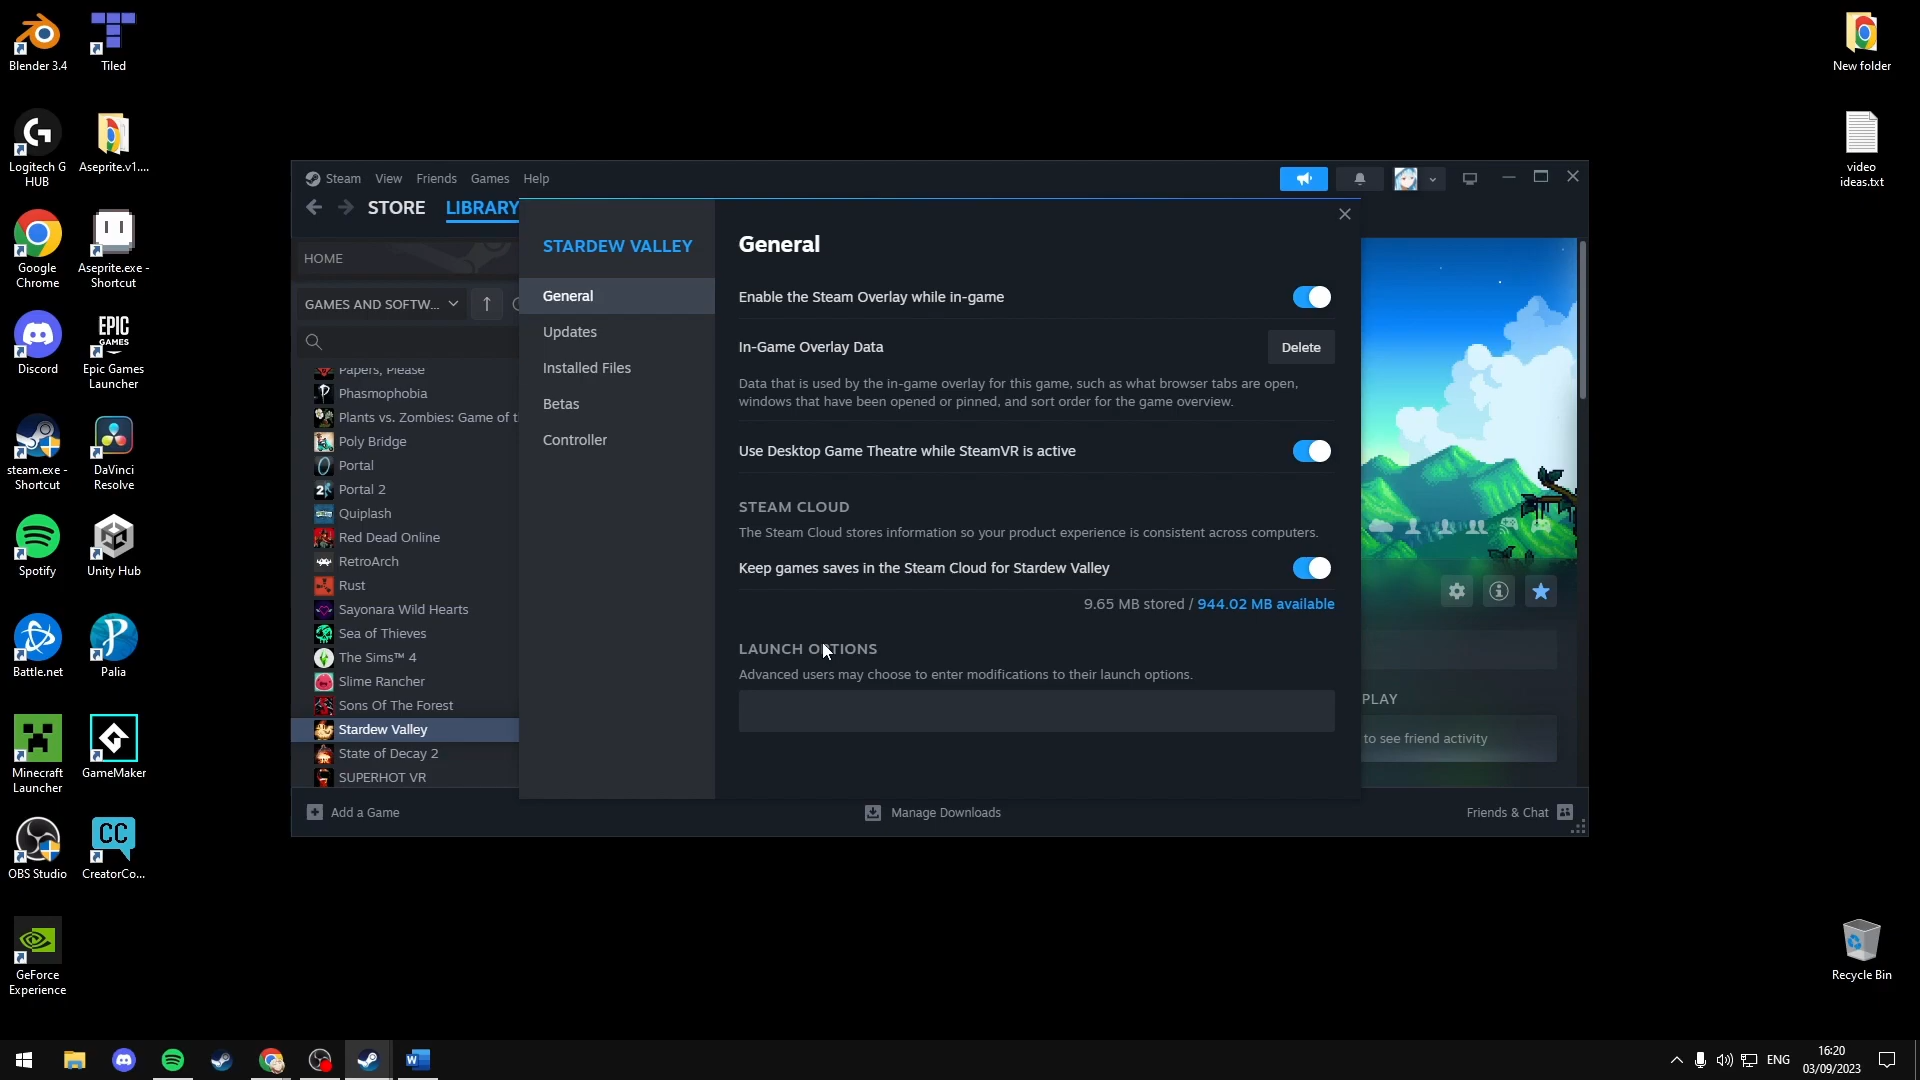 Blender 3.4
Tiled
Logitech G
HUB
Aseprite.v1....
Google
Chrome
Aseprite.exe -
Shortcut
Discord
EPIC
GAMES
Epic Games
Launcher
steam.exe -
Shortcut
DaVinci
Resolve
Spotify
Unity Hub
Battle.net
Palia
Minecraft
Launcher
GameMaker
OBS Studio
CC
CreatorCo...
GeForce
Experience
New folder
video
ideas.txt
Recycle Bin
Steam View Friends Games Help
STORE LIBRARY
HOME
GAMES AND SOFTW...
Papers, Please
Phasmophobia
Plants vs. Zombies: Game of t
Poly Bridge
Portal
Portal 2
Quiplash
Red Dead Online
RetroArch
Rust
Sayonara Wild Hearts
Sea of Thieves
The Sims™ 4
Slime Rancher
Sons Of The Forest
Stardew Valley
State of Decay 2
SUPERHOT VR
STARDEW VALLEY
General
Updates
Installed Files
Betas
Controller
General
Enable the Steam Overlay while in-game
In-Game Overlay Data
Delete
Data that is used by the in-game overlay for this game, such as what browser tabs are open,
windows that have been opened or pinned, and sort order for the game overview.
Use Desktop Game Theatre while SteamVR is active
STEAM CLOUD
The Steam Cloud stores information so your product experience is consistent across computers.
Keep games saves in the Steam Cloud for Stardew Valley
9.65 MB stored / 944.02 MB available
LAUNCH OPTIONS
Advanced users may choose to enter modifications to their launch options.
PLAY
to see friend activity
Add a Game
Manage Downloads
Friends & Chat
ENG
16:20
03/09/2023